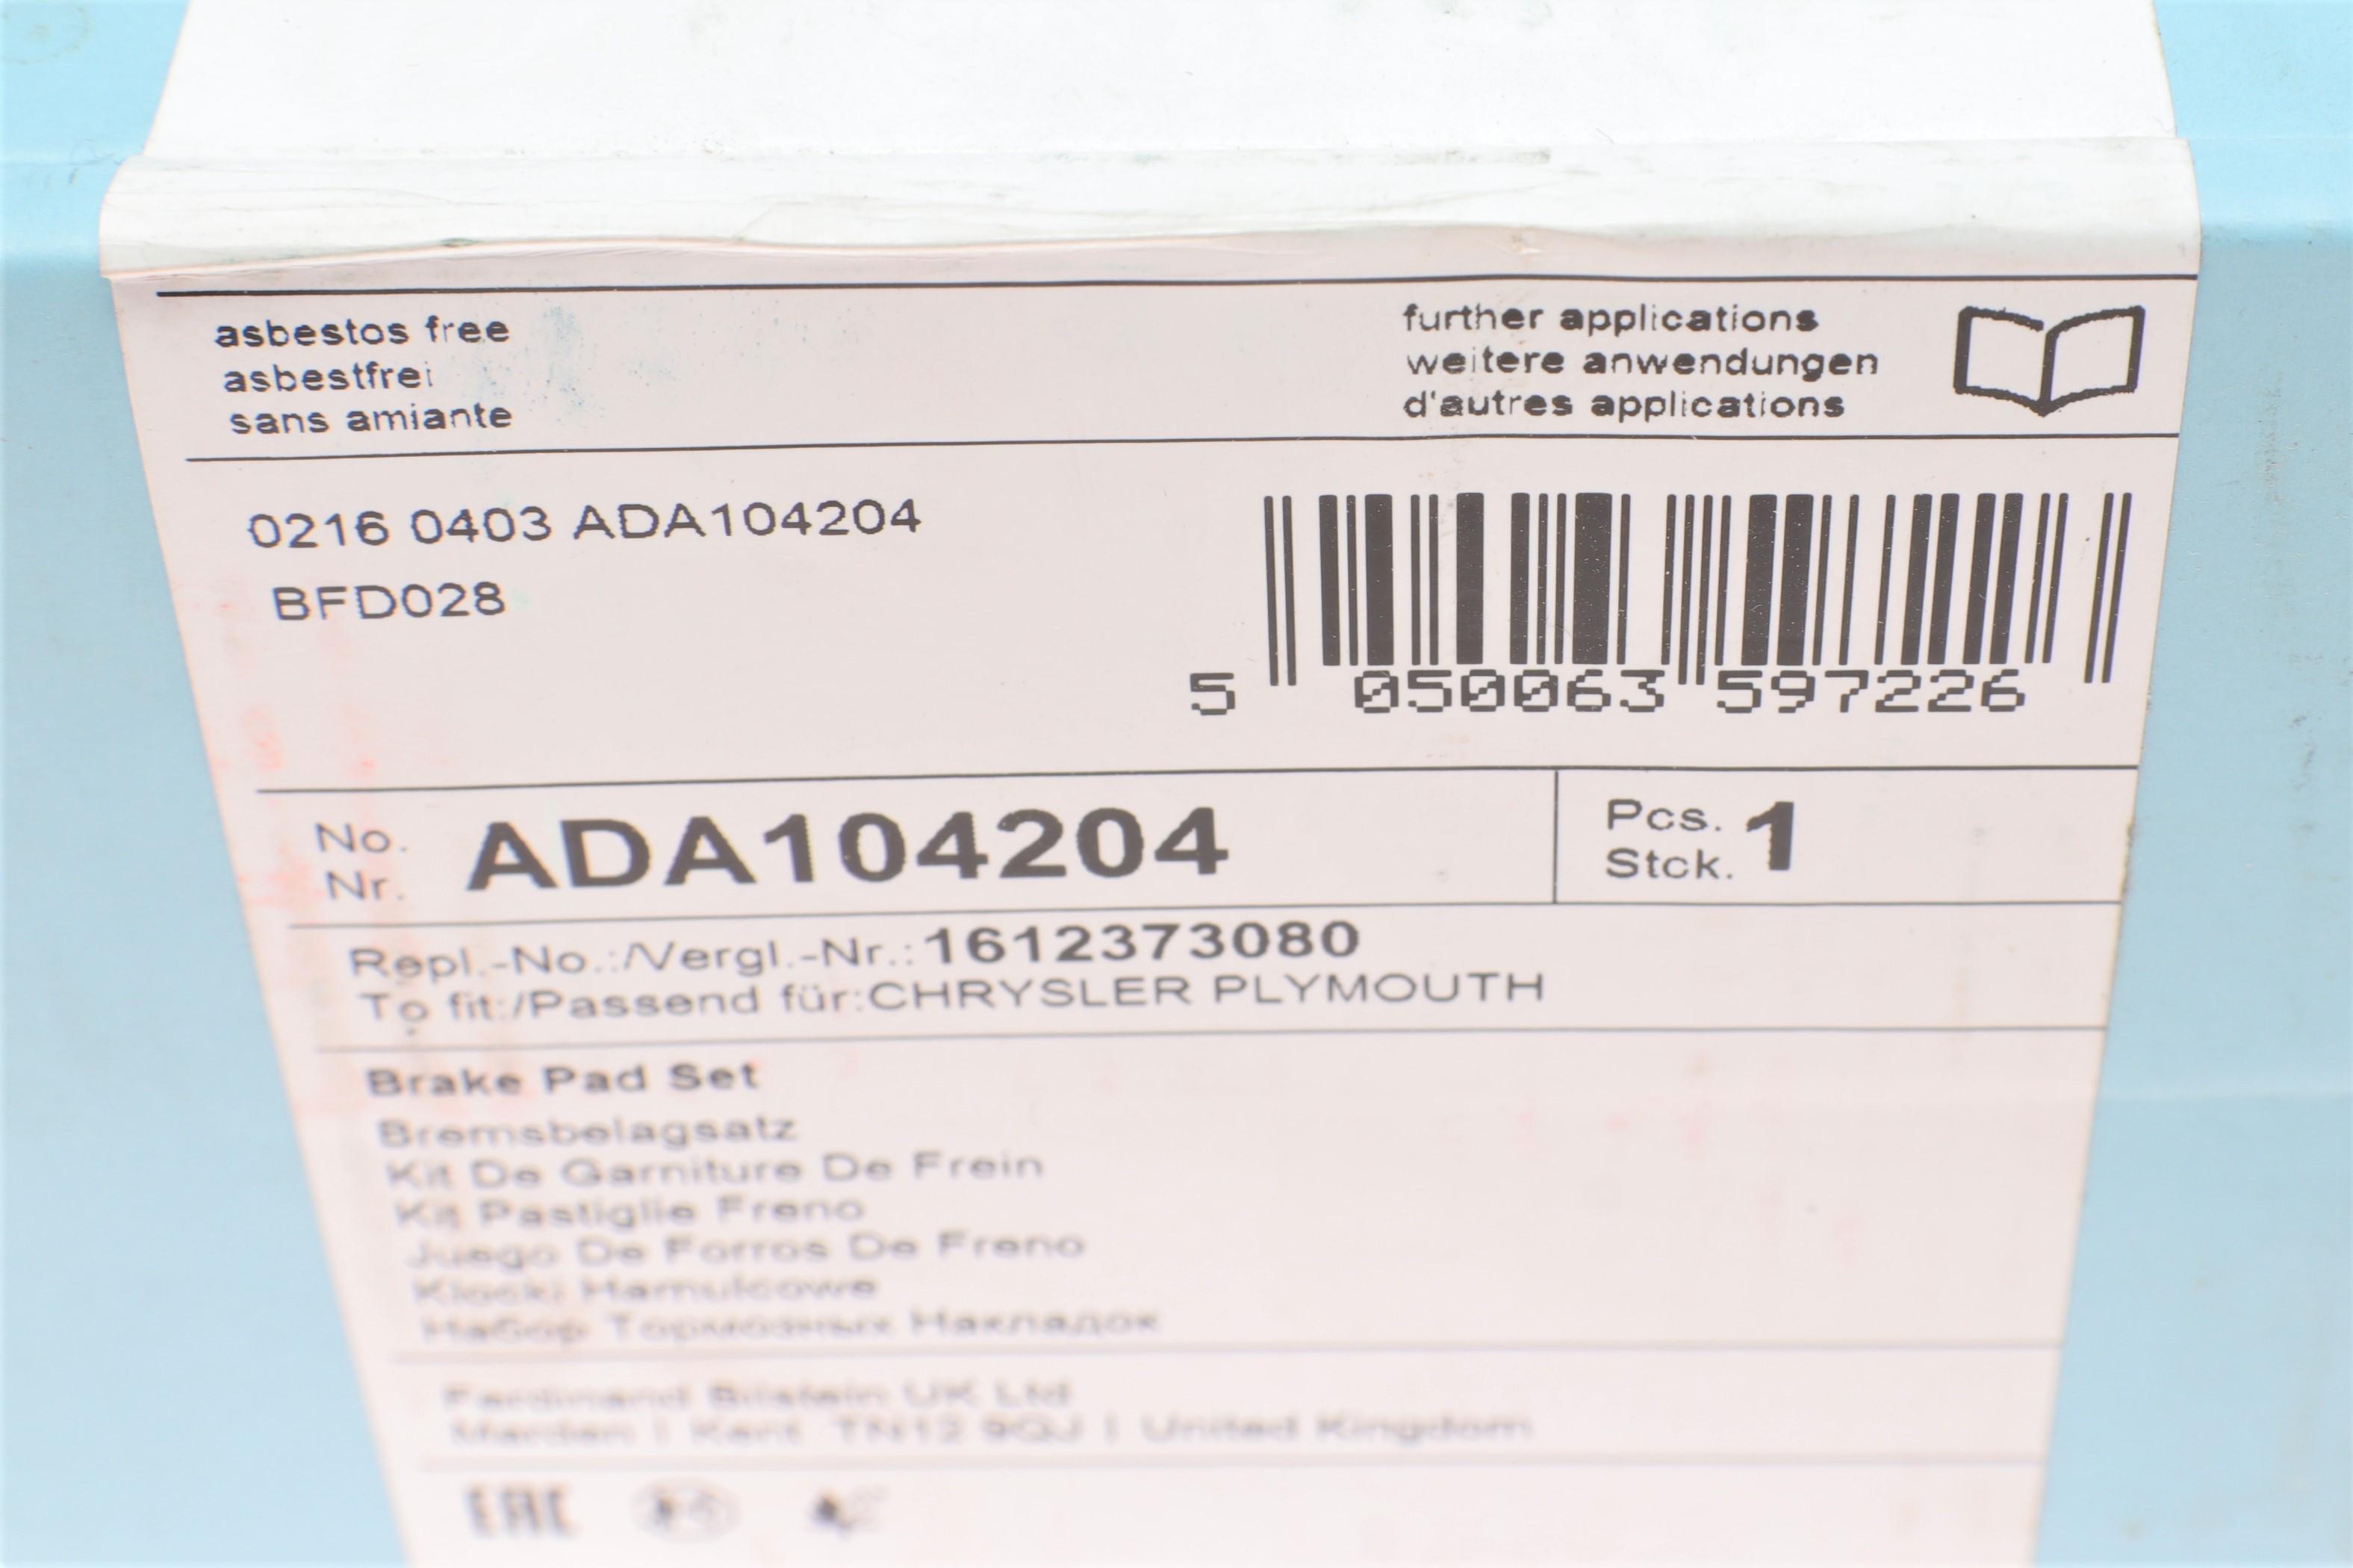 asbestos free
asbestfrei
sans amiante
further applications
weitere anwendungen
d'autres applications
0216 0403 ADA104204
BFD028
5 050063 597226
No.
Nr.
ADA104204
Pcs.
Stck.
1
Repl.-No.:/Vergl.-Nr.:1612373080
To fit:/Passend für:CHRYSLER PLYMOUTH
Brake Pad Set
Bremsbelagsatz
Kit De Garniture De Frein
Kit Pastiglie Freno
Juego De Forros De Freno
Klocki Hamulcowe
Набор Тормозных Накладок
Ferdinand Bilstein UK Ltd
Marden | Kent TN12 9QJ | United Kingdom
EAC